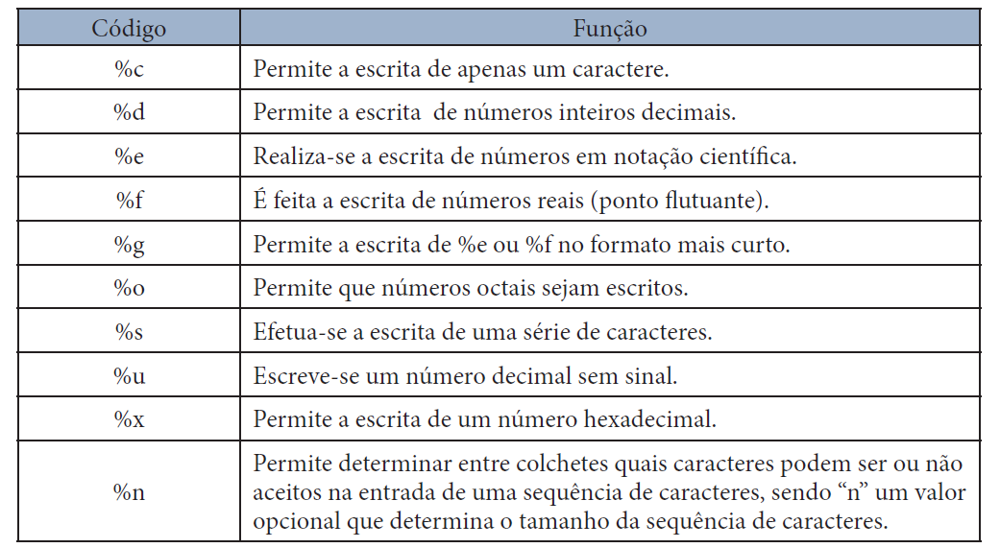 Código Função
%c Permite a escrita de apenas um caractere.
%d Permite a escrita de números inteiros decimais.
%e Realiza-se a escrita de números em notação científica.
%f É feita a escrita de números reais (ponto flutuante).
%g Permite a escrita de %e ou %f no formato mais curto.
%o Permite que números octais sejam escritos.
%s Efetua-se a escrita de uma série de caracteres.
%u Escreve-se um número decimal sem sinal.
%x Permite a escrita de um número hexadecimal.
%n Permite determinar entre colchetes quais caracteres podem ser ou não
aceitos na entrada de uma sequência de caracteres, sendo “n” um valor
opcional que determina o tamanho da sequência de caracteres.